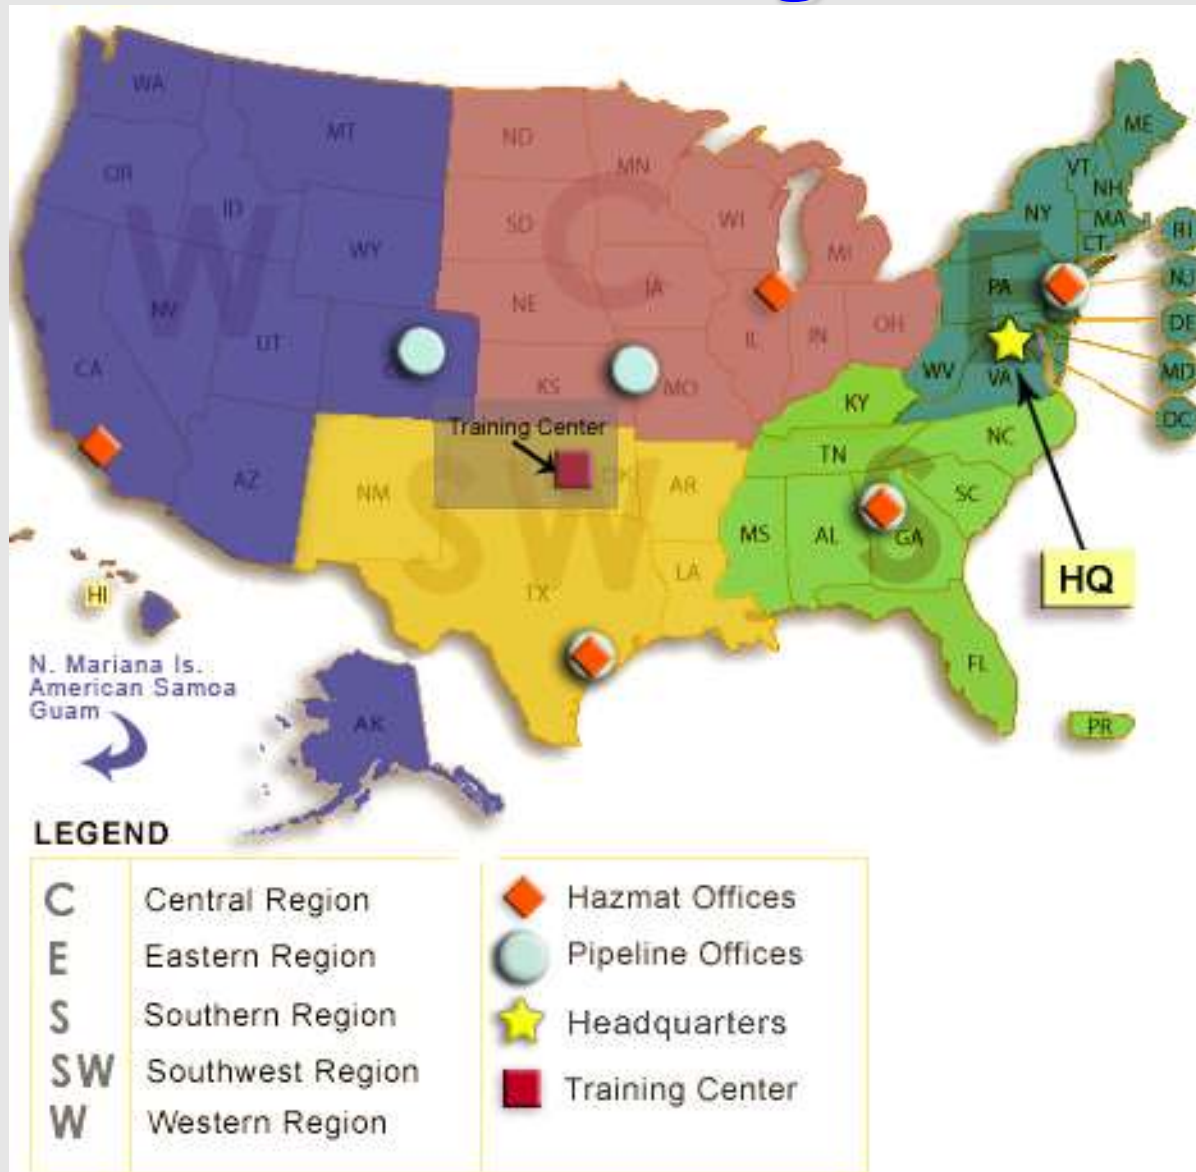 WA
MT
ND
MN
ME
VT
NH
OR
ID
SD
WI
MI
NY
MA
RI
CT
W
C
WY
NE
IA
PA
NJ
NV
UT
IL
IN
OH
DE
CA
KS
MO
WV
VA
MD
DC
KY
Training Center
NC
TN
AZ
NM
SW
AR
S
SC
MS
AL
GA
HQ
HI
TX
LA
FL
N. Mariana Is.
American Samoa
Guam
AK
PR
LEGEND
C Central Region
E Eastern Region
S Southern Region
SW Southwest Region
W Western Region
Hazmat Offices
Pipeline Offices
Headquarters
Training Center